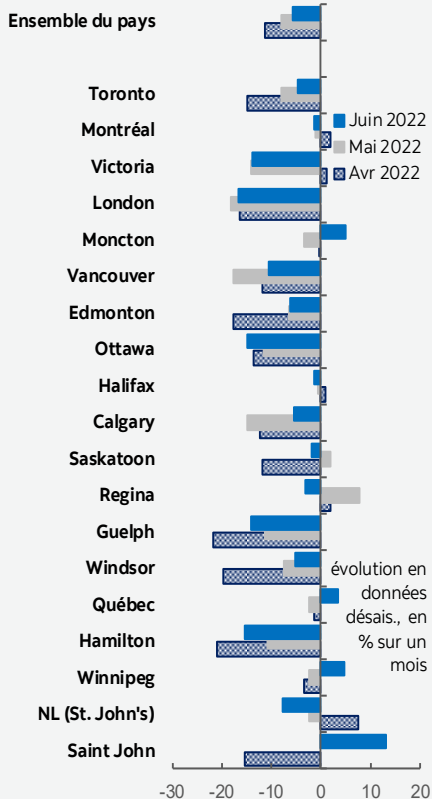 Ensemble du pays
Toronto
Montréal
Victoria
London
Moncton
Vancouver
Edmonton
Ottawa
Halifax
Calgary
Saskatoon
Regina
Guelph
Windsor
Québec
Hamilton
Winnipeg
NL (St. John's)
Saint John
Juin 2022
Mai 2022
Avr 2022
évolution en
données
désais., en
% sur un
mois
-30 -20 -10 0 10 20